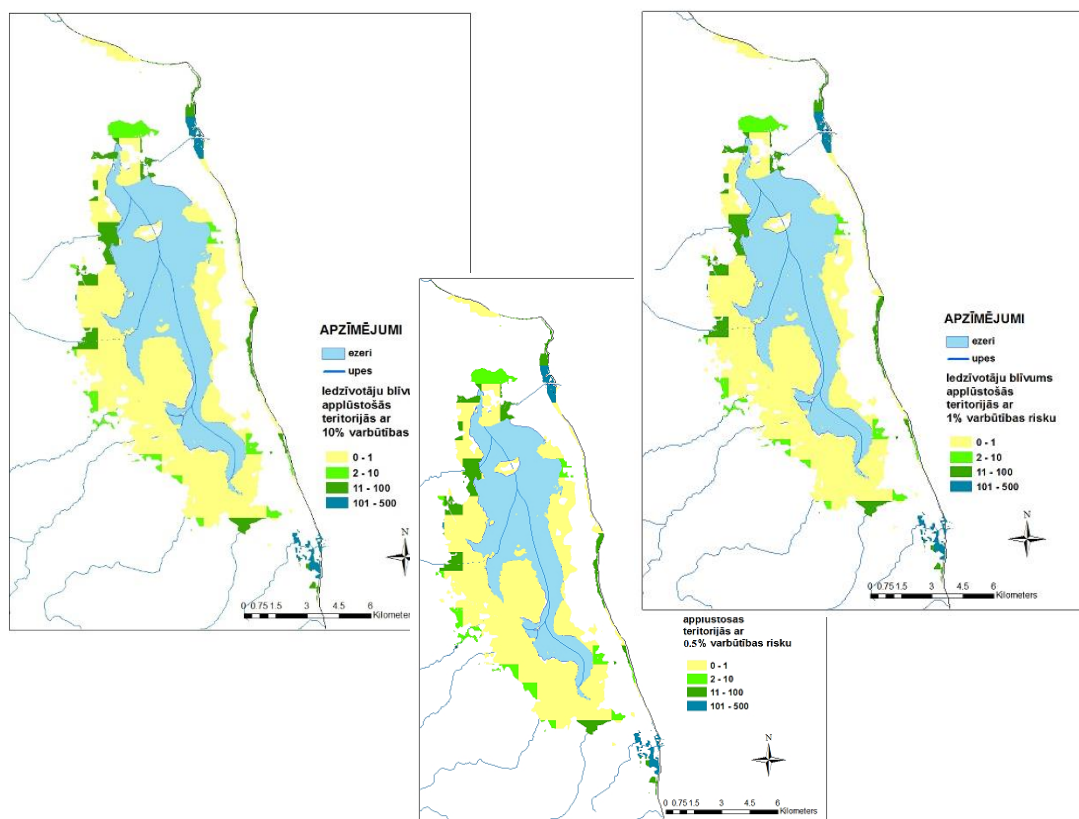 APZĪMĒJUMI
ezeri
upes
Iedzīvotāju
applūstošās
teritorijās ar
10% varbūtības
0 - 1
2 - 10
11 - 100
101 - 500
N
0 0.75 1.5 3 4.5 6
Kilometers
APZĪMĒJUMI
ezeri
upes
Iedzīvotāju blīvums
applūstošās
teritorijās ar
1% varbūtības risku
0 - 1
2 - 10
11 - 100
101 - 500
N
0 0.75 1.5 3 4.5 6
Kilometers
applūstošās
teritorijās ar
0.5% varbūtības risku
0 - 1
2 - 10
11 - 100
101 - 500
N
0 0.75 1.5 3 4.5 6
Kilometers